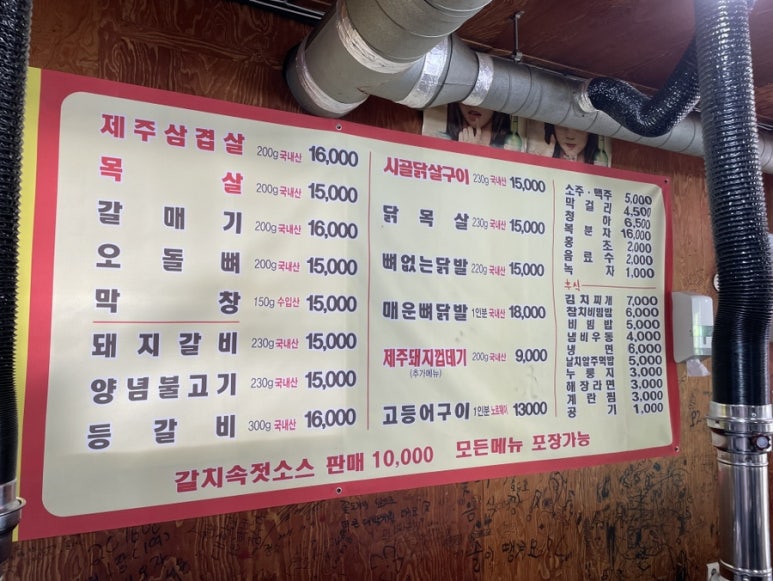 제주삼겹살 200g 국내산 16,000
목살 200g 국내산 15,000
갈매기 200g 국내산 16,000
오돌뼈 200g 국내산 15,000
막창 150g 수입산 15,000
돼지갈비 230g 국내산 15,000
양념불고기 230g 국내산 15,000
등갈비 300g 국내산 16,000
시골닭살구이 230g 국내산 15,000
닭목살 230g 국내산 15,000
뼈없는닭발 220g 국내산 15,000
매운뼈닭발 1인분 국내산 18,000
제주돼지껍데기 200g 국내산 9,000
(추가메뉴)
고등어구이 1인분 노르웨이 13000
소주·맥주 5,000
막걸리 4,500
청하 6,500
복분자 16,000
홍초 2,000
음료수 2,000
녹차 1,000
후식
김치찌개 7,000
참치비빔밥 6,000
비빔밥 5,000
냄비우동 4,000
냉면 6,000
날치알주먹밥 5,000
누룽지 3,000
해장라면 3,000
계란찜 3,000
공기 1,000
갈치속젓소스 판매 10,000 모든메뉴 포장가능